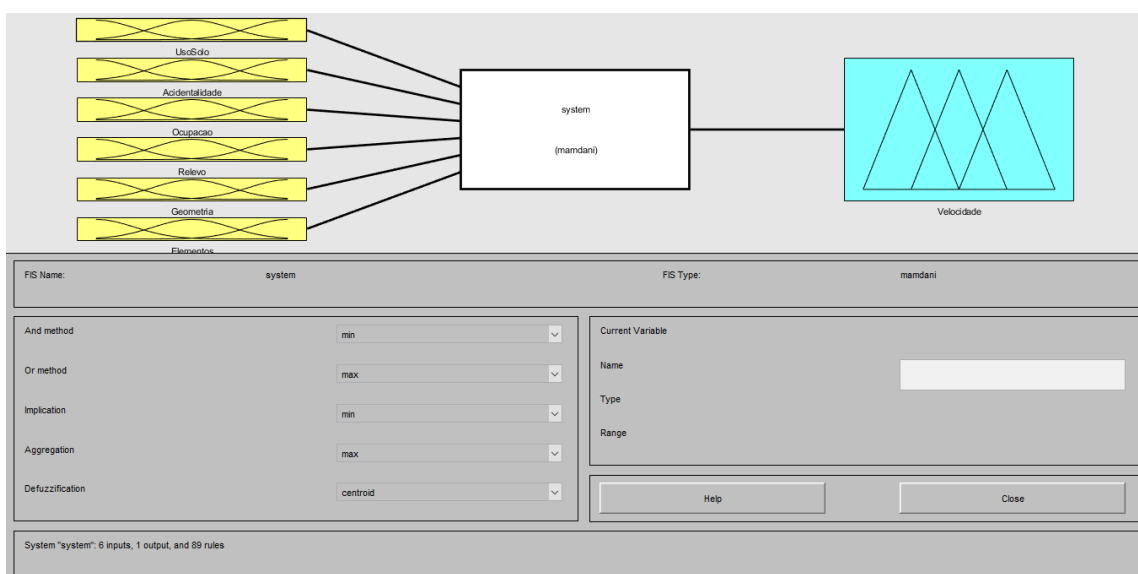 UsoSolo
Acidentalidade
Ocupacao
Relevo
Geometria
Elementos
system
(mamdani)
Velocidade
FIS Name: system FIS Type: mamdani
And method min
Or method max
Implication min
Aggregation max
Defuzzification centroid
Current Variable
Name
Type
Range
Help Close
System "system": 6 inputs, 1 output, and 89 rules